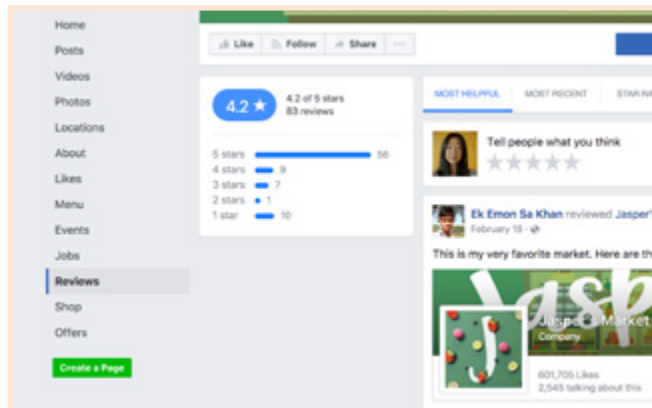 Home
Posts
Videos
Photos
Locations
About
Likes
Menu
Events
Jobs
Reviews
Shop
Offers
Create a Page
Like Follow Share ...
4.2 ★
4.2 of 5 stars
83 reviews
5 stars 56
4 stars 9
3 stars 7
2 stars 1
1 star 10
MOST HELPFUL MOST RECENT STAR RA
Tell people what you think
Ek Emon Sa Khan reviewed Jasper'
February 18 ·
This is my very favorite market. Here are th
Jasp
J
Jasper's Market
Company
601,705 Likes
2,545 talking about this